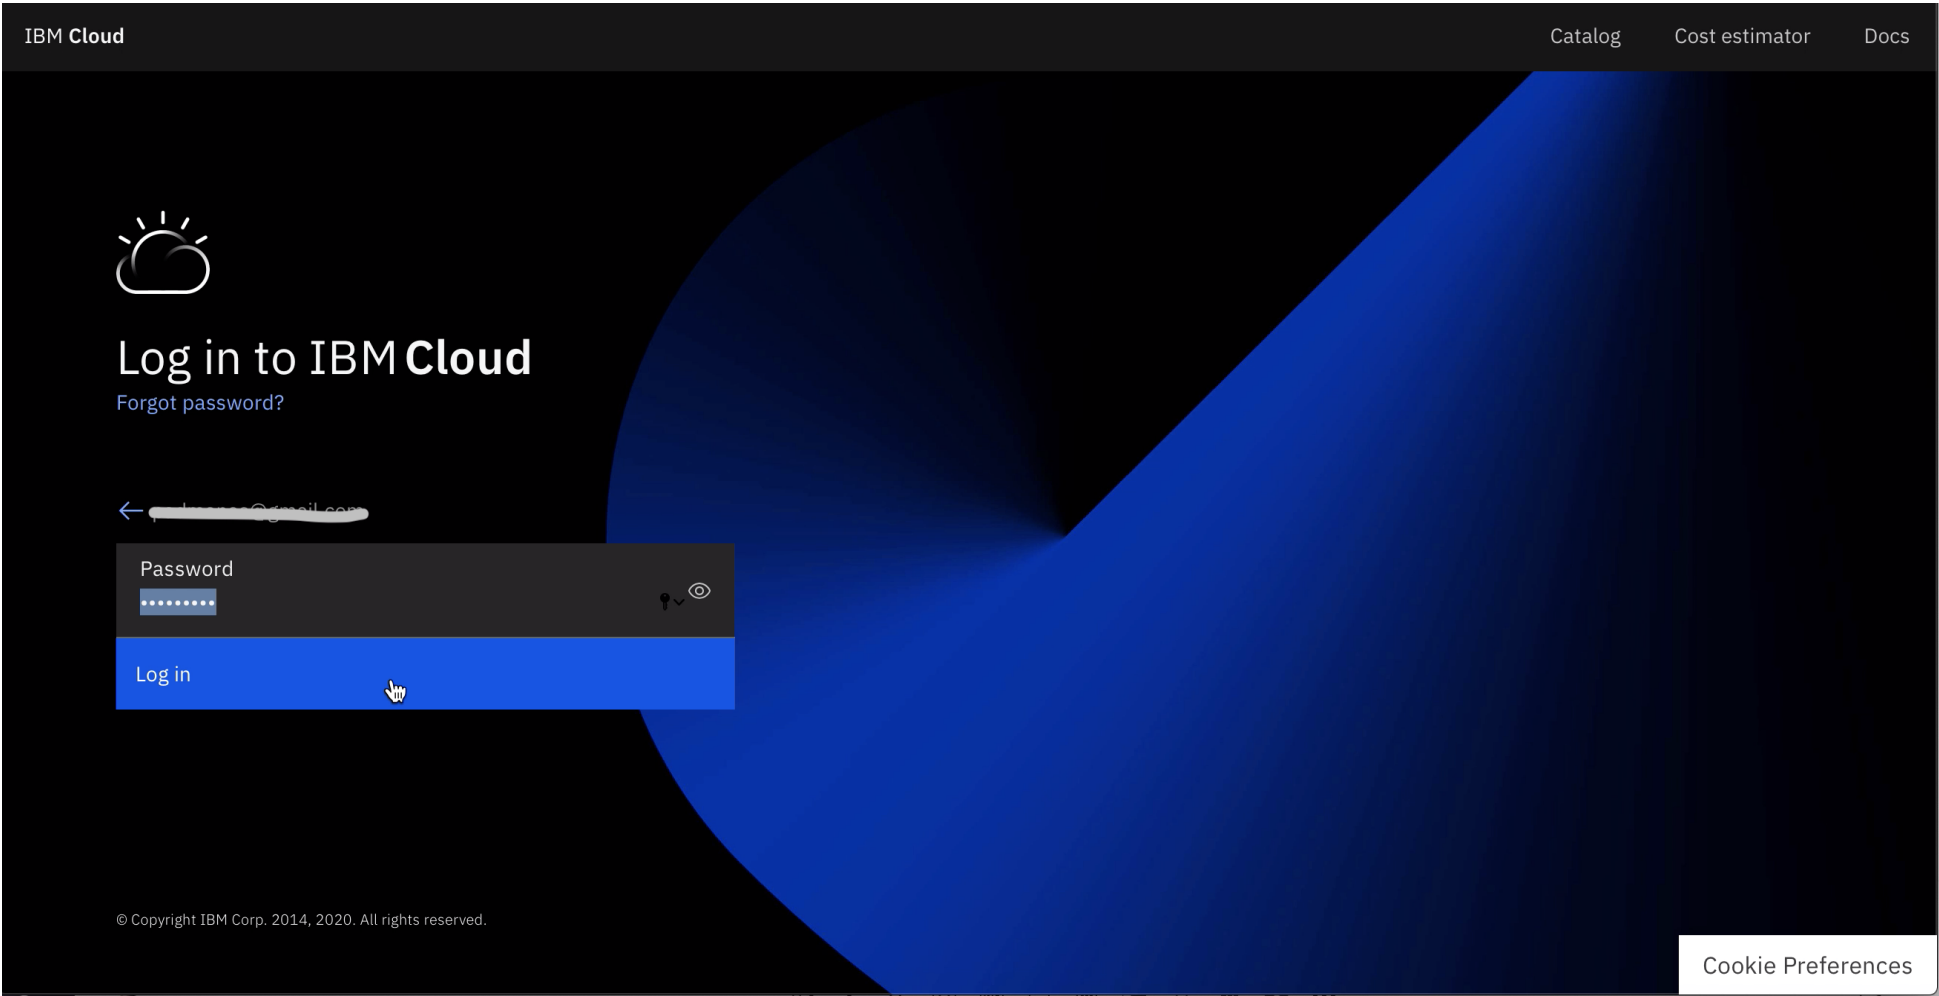 IBM Cloud
Catalog
Cost estimator
Docs
Log in to IBM Cloud
Forgot password?
Password
Log in
© Copyright IBM Corp. 2014, 2020. All rights reserved.
Cookie Preferences